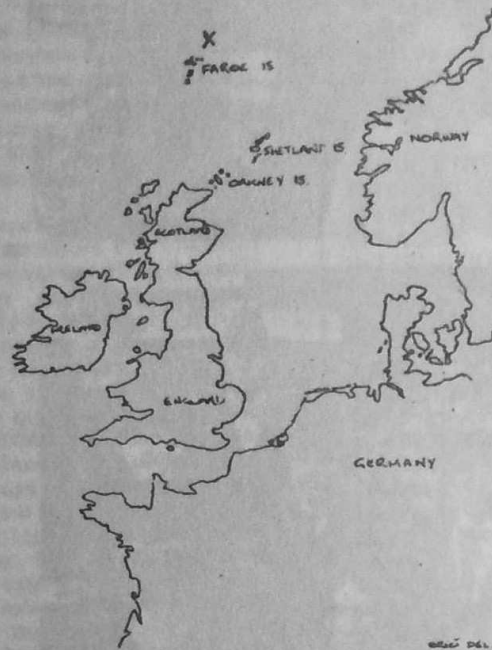 X
FAROE IS
SHETLAND IS
NORWAY
ORKNEY IS.
SCOTLAND
IRELAND
ENGLAND
GERMANY